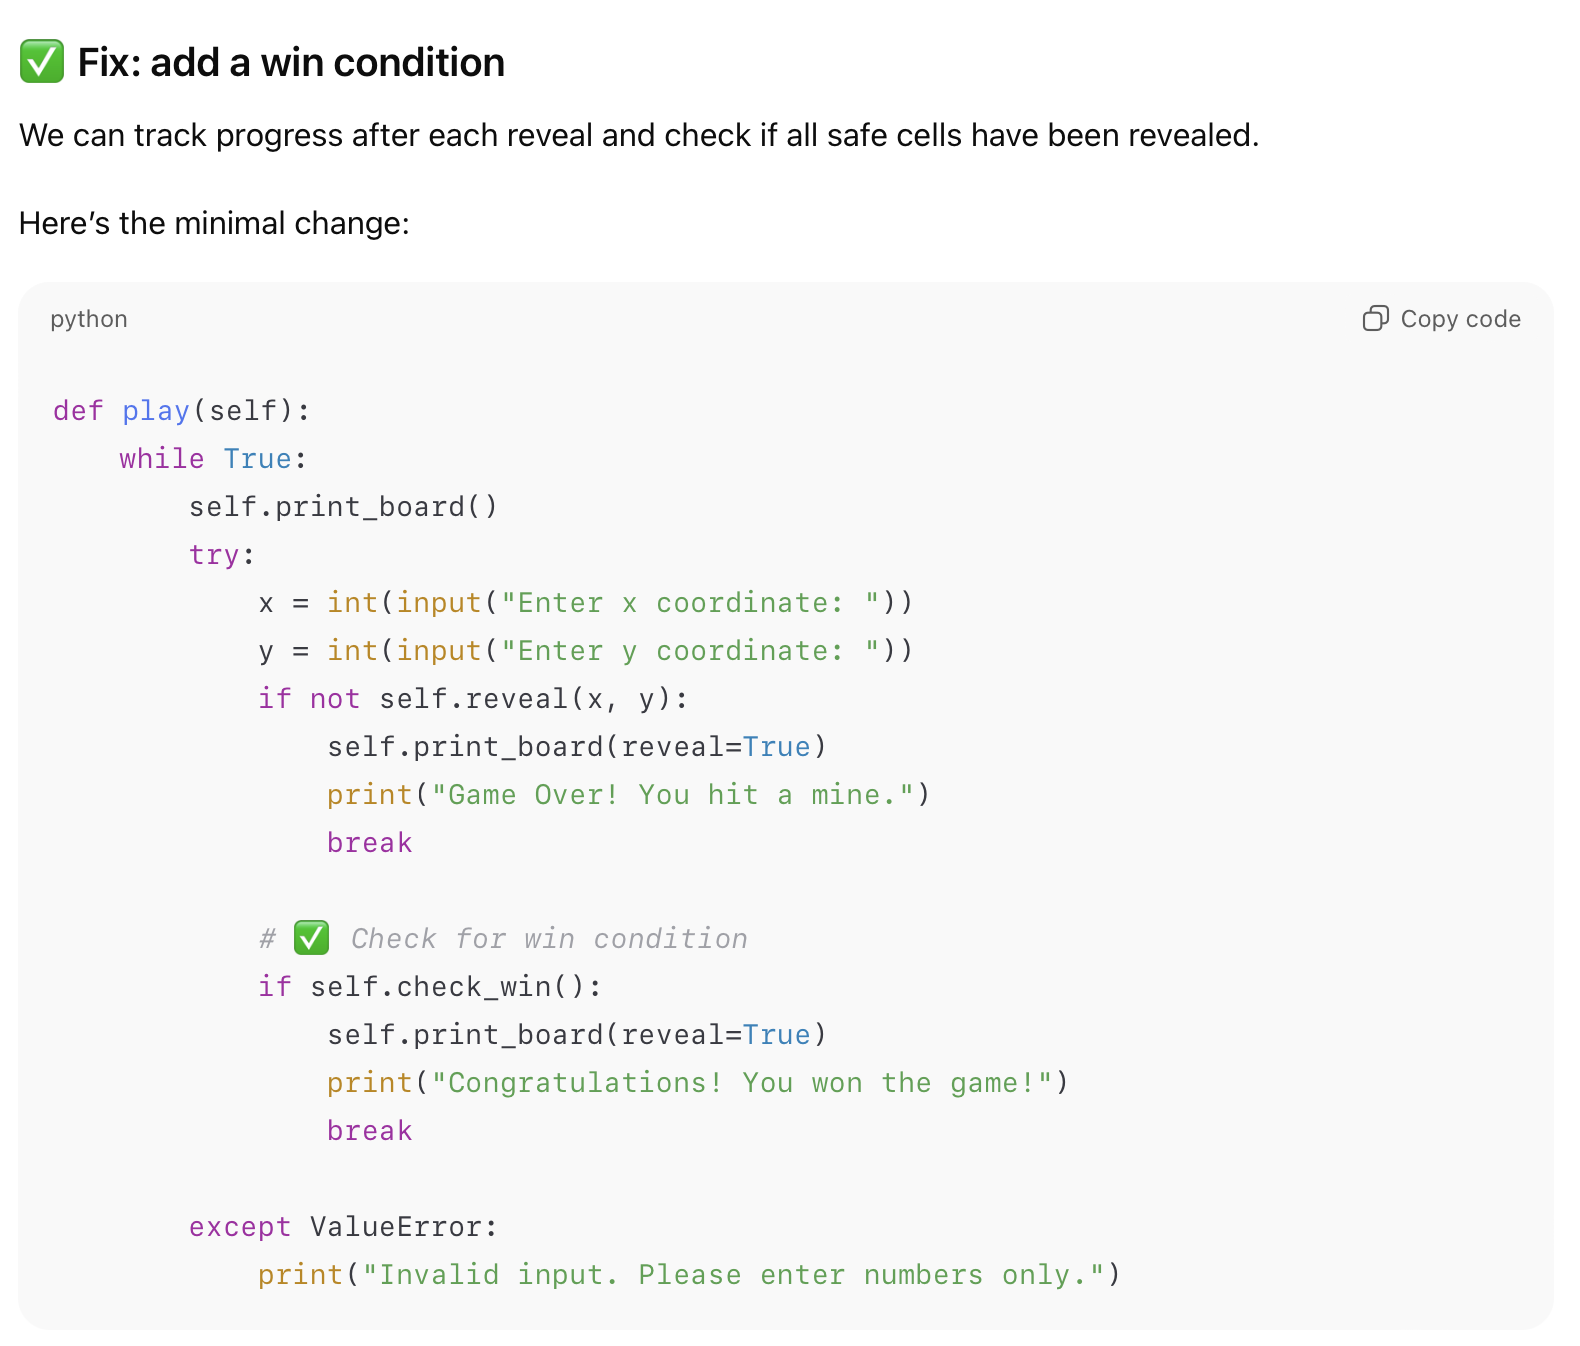 ✅ Fix: add a win condition
We can track progress after each reveal and check if all safe cells have been revealed.
Here’s the minimal change:
python
Copy code
def play(self):
    while True:
        self.print_board()
        try:
            x = int(input("Enter x coordinate: "))
            y = int(input("Enter y coordinate: "))
            if not self.reveal(x, y):
                self.print_board(reveal=True)
                print("Game Over! You hit a mine.")
                break
            # ✅ Check for win condition
            if self.check_win():
                self.print_board(reveal=True)
                print("Congratulations! You won the game!")
                break
        except ValueError:
            print("Invalid input. Please enter numbers only.")